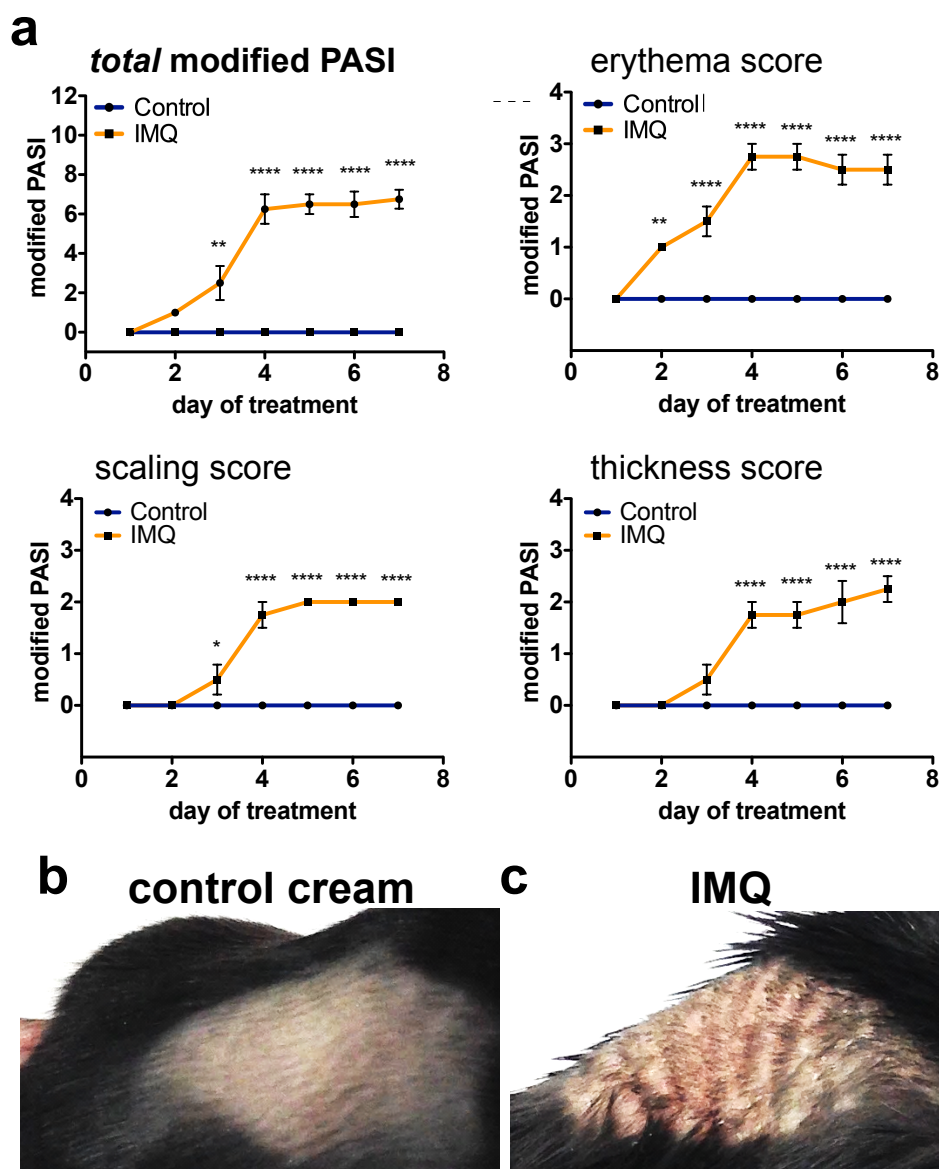 a
total modified PASI
12
10
8
6
4
2
0
modified PASI
Control
IMQ
**
****
****
****
****
0
2
4
6
8
day of treatment
erythema score
4
3
2
1
0
modified PASI
Control
IMQ
**
****
****
****
****
****
0
2
4
6
8
day of treatment
scaling score
4
3
2
1
0
modified PASI
Control
IMQ
*
****
****
****
****
0
2
4
6
8
day of treatment
thickness score
4
3
2
1
0
modified PASI
Control
IMQ
****
****
****
****
0
2
4
6
8
day of treatment
b
control cream
c
IMQ